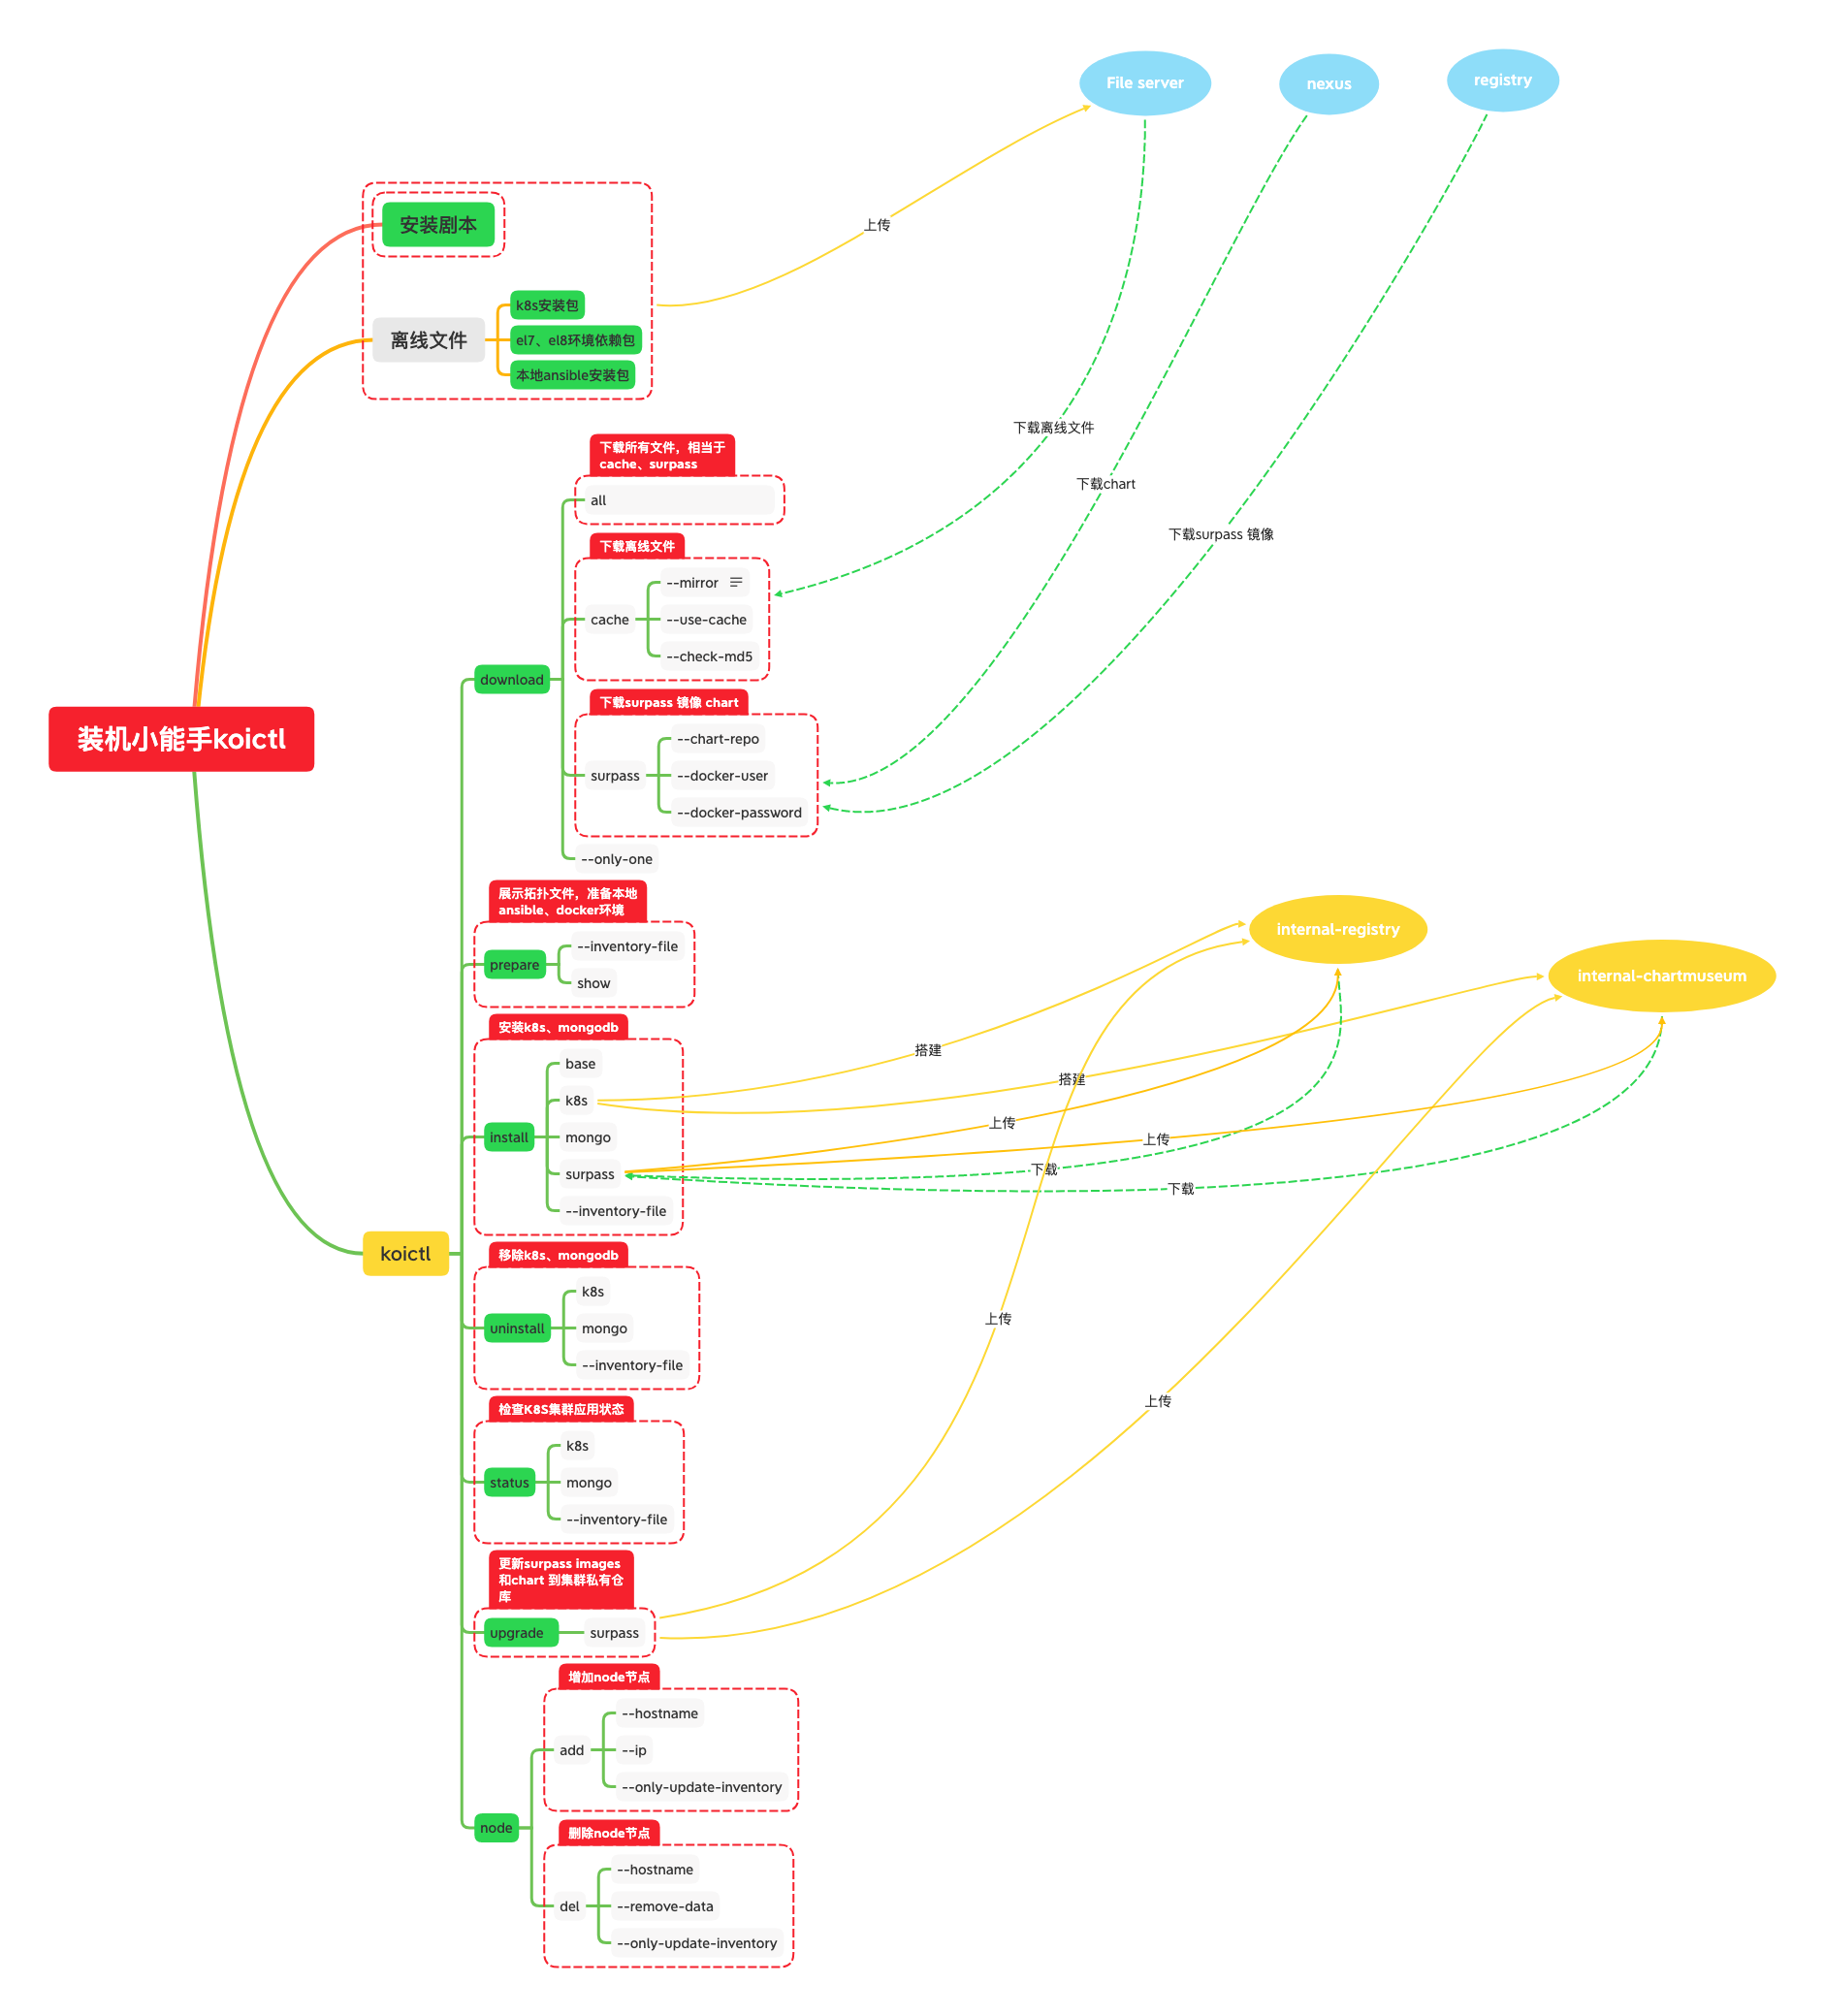 File server
nexus
registry
安装剧本
上传
k8s安装包
离线文件
el7、el8环境依赖包
本地ansible安装包
下载离线文件
下载chart
下载surpass 镜像
下载所有文件，相当于
cache、surpass
all
下载离线文件
--mirror
cache
--use-cache
--check-md5
download
下载surpass 镜像 chart
--chart-repo
surpass
--docker-user
--docker-password
--only-one
装机小能手koictl
展示拓扑文件，准备本地
ansible、docker环境
--inventory-file
prepare
show
internal-registry
internal-chartmuseum
安装k8s、mongodb
base
k8s
install
mongo
surpass
--inventory-file
搭建
搭建
上传
上传
下载
下载
koictl
移除k8s、mongodb
k8s
uninstall
mongo
--inventory-file
上传
上传
检查K8S集群应用状态
k8s
status
mongo
--inventory-file
更新surpass images
和chart 到集群私有仓
库
upgrade
surpass
增加node节点
--hostname
add
--ip
--only-update-inventory
node
删除node节点
--hostname
del
--remove-data
--only-update-inventory